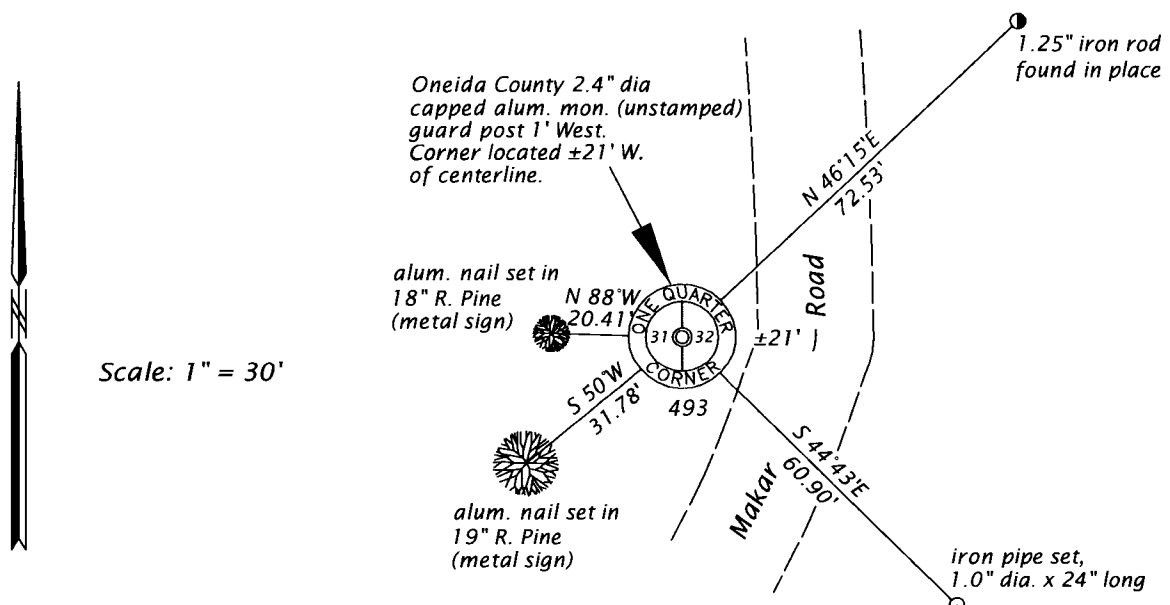 1.25" iron rod
found in place
Oneida County 2.4" dia
capped alum. mon. (unstamped)
guard post 1' West.
Corner located ±21' W.
of centerline.
N 46°15'E
72.53'
alum. nail set in
18" R. Pine
(metal sign)
N 88°W
20.41'
ONE QUARTER
31 32
CORNER
493
±21'
Road
Scale: 1" = 30'
S 50°W
31.78'
S 44°43'E
60.90'
Makar
alum. nail set in
19" R. Pine
(metal sign)
iron pipe set,
1.0" dia. x 24" long